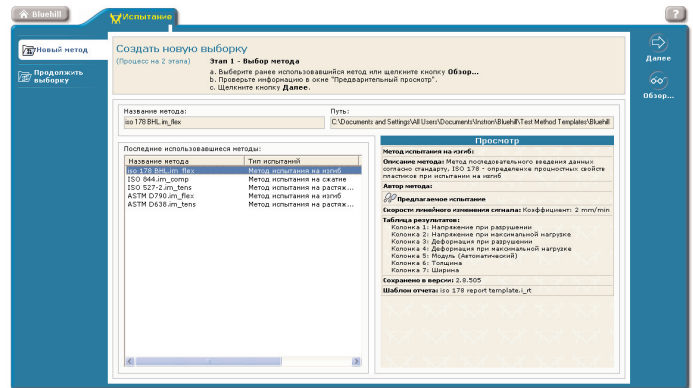 Bluehill
Испытание
?
Новый метод
Продолжить
выборку
Создать новую выборку
(Процесс на 2 этапа)
Этап 1 - Выбор метода
a. Выберите ранее использовавшийся метод или щелкните кнопку Обзор...
b. Проверьте информацию в окне "Предварительный просмотр".
c. Щелкните кнопку Далее.
Далее
Обзор...
Название метода:
iso 178 BHL.im_flex
Путь:
C:\Documents and Settings\All Users\Documents\Instron\Bluehill\Test Method Templates\Bluehill
Последние использовавшиеся методы:
Название метода Тип испытаний
iso 178 BHL.im_flex Метод испытания на изгиб
ISO 844.im_comp Метод испытания на сжатие
ISO 527-2.im_tens Метод испытания на растяж...
ASTM D790.im_flex Метод испытания на изгиб
ASTM D638.im_tens Метод испытания на растяж...
Просмотр
Метод испытания на изгиб:
Описание метода: Метод последовательного введения данных
согласно стандарту, ISO 178 - определение прочностных свойств
пластиков при испытании на изгиб
Автор метода:
Предлагаемое испытание
Скорости линейного изменения сигнала: Коэффициент: 2 mm/min
Таблица результатов:
Колонка 1: Напряжение при разрушении
Колонка 2: Напряжение при максимальной нагрузке
Колонка 3: Деформация при разрушении
Колонка 4: Деформация при максимальной нагрузке
Колонка 5: Модуль (Автоматический)
Колонка 6: Толщина
Колонка 7: Ширина
Сохранено в версии: 2.8.505
Шаблон отчета: iso 178 report template.i_rt